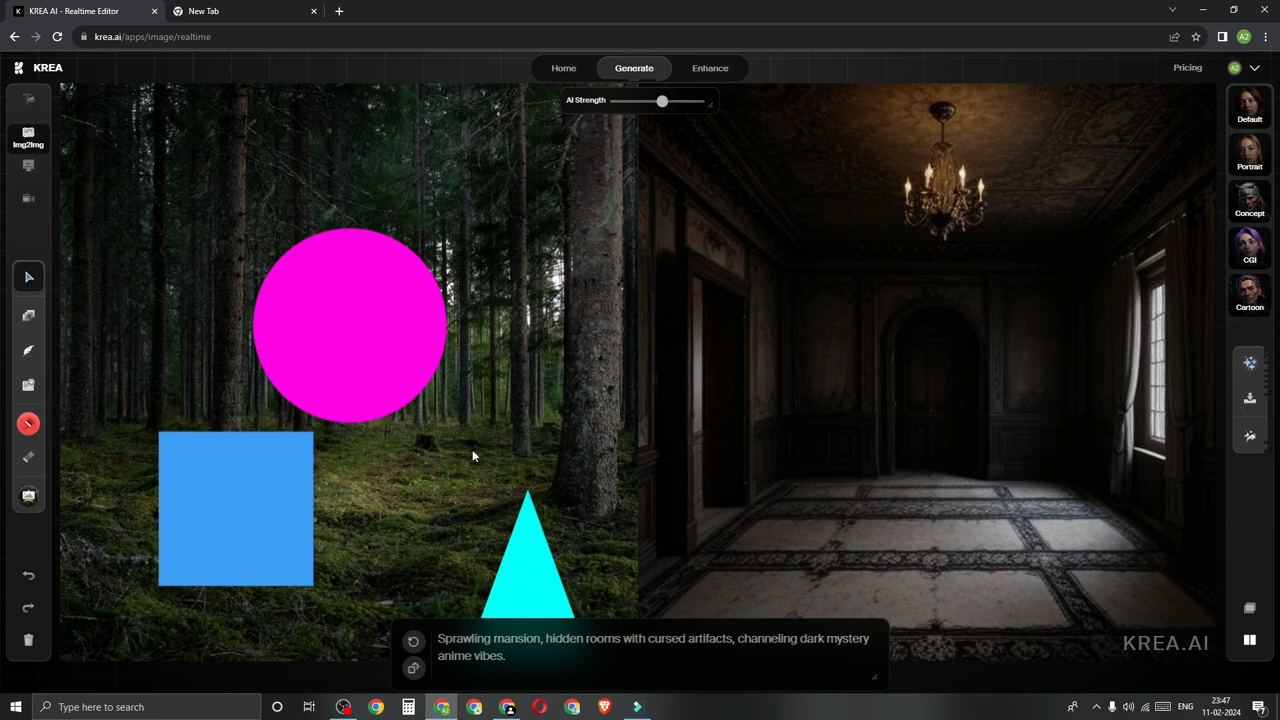 KREA AI - Realtime Editor
New Tab
krea.ai/apps/image/realtime
A2
KREA
Home
Generate
Enhance
Pricing
A2
AI Strength
Img2Img
Default
Portrait
Concept
CGI
Cartoon
Sprawling mansion, hidden rooms with cursed artifacts, channeling dark mystery
anime vibes.
KREA.AI
Type here to search
23:47
11-02-2024